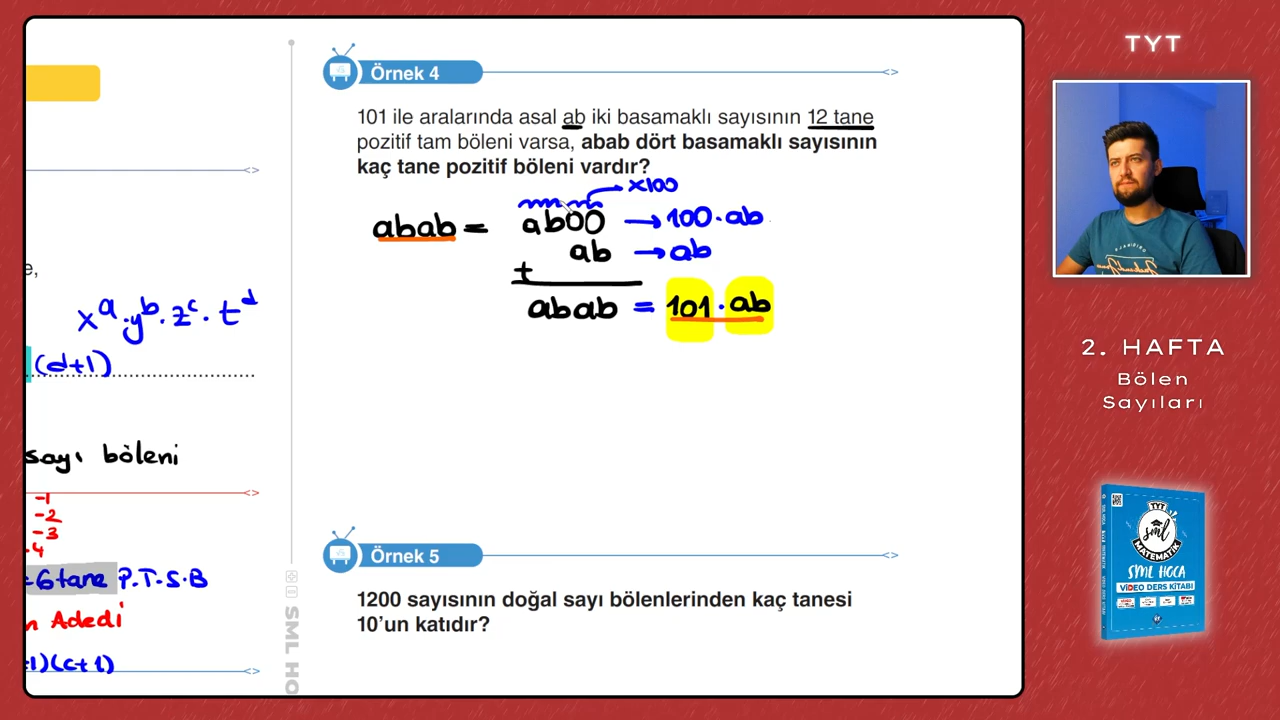 TYT
Örnek 4
101 ile aralarında asal ab iki basamaklı sayısının 12 tane
pozitif tam böleni varsa, abab dört basamaklı sayısının
kaç tane pozitif böleni vardır?
x100
abab = ab00 → 100·ab
ab → ab
+
abab = 101·ab
e,
x^a·y^b·z^c·t^d
(d+1)
sayı böleni
-1
-2
-3
-4
=6tane P.T.S.B
n Adedi
+1)(c+1)
SML HO
Örnek 5
1200 sayısının doğal sayı bölenlerinden kaç tanesi
10'un katıdır?
2. HAFTA
Bölen
Sayıları
TYT
sml
MATEMATİK
SML HOCA
VİDEO DERS KİTABI